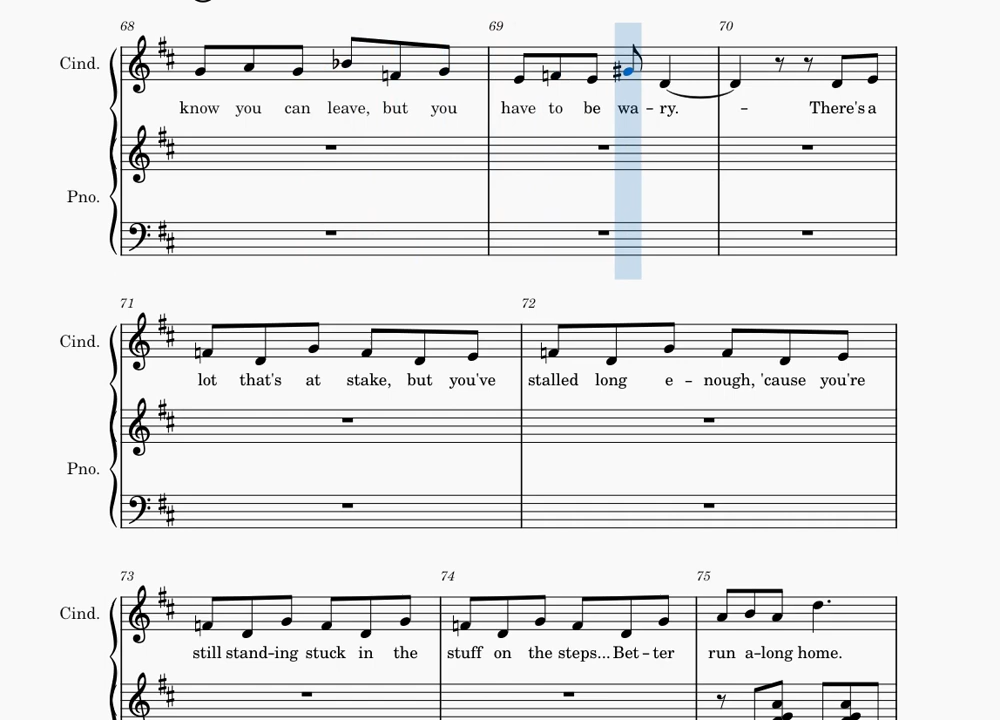 68 69 70
Cind.
know you can leave, but you have to be wa - ry. - There's a
Pno.
71 72
Cind.
lot that's at stake, but you've stalled long e - nough, 'cause you're
Pno.
73 74 75
Cind.
still stand-ing stuck in the stuff on the steps... Bet-ter run a-long home.